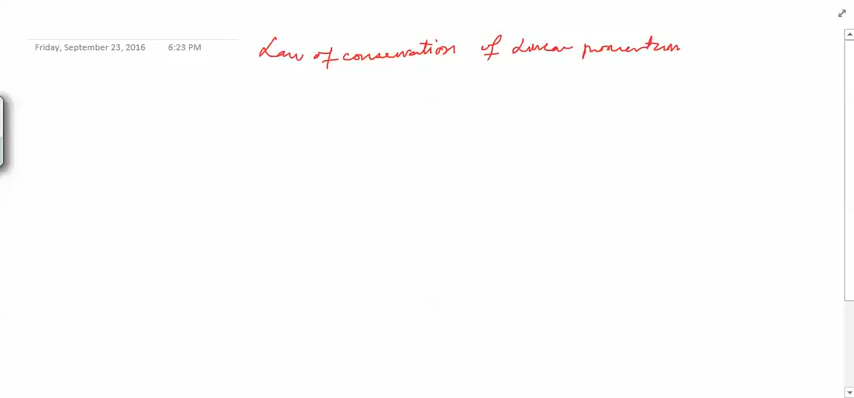 Friday, September 23, 2016 6:23 PM
Law of conservation of Linear momentum